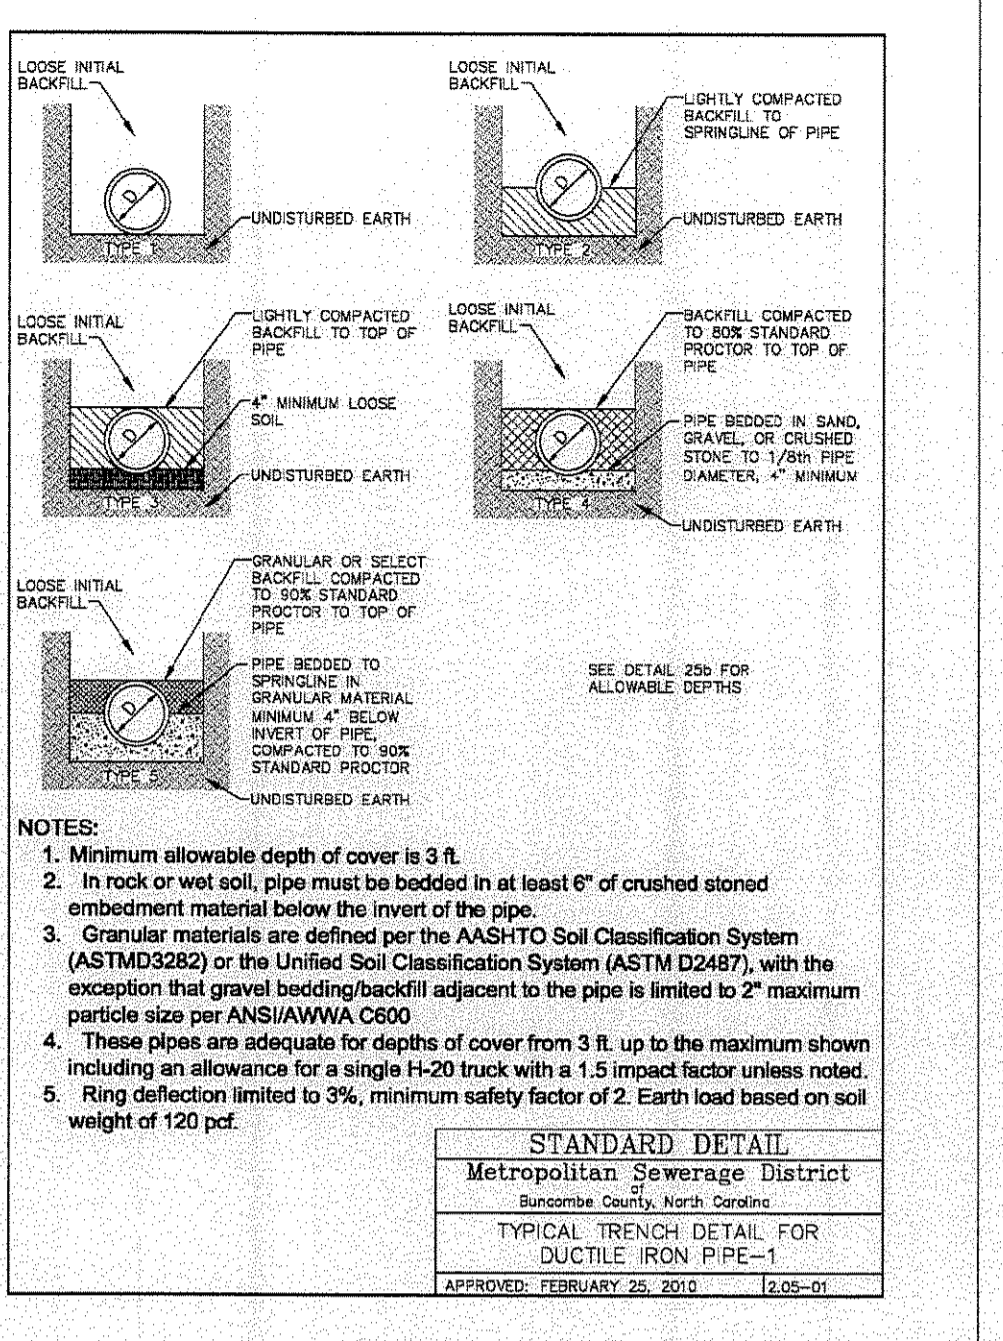 LOOSE INITIAL
BACKFILL
D
UNDISTURBED EARTH
TYPE 1
LOOSE INITIAL
BACKFILL
LIGHTLY COMPACTED
BACKFILL TO
SPRINGLINE OF PIPE
D
UNDISTURBED EARTH
TYPE 2
LOOSE INITIAL
BACKFILL
LIGHTLY COMPACTED
BACKFILL TO TOP OF
PIPE
4" MINIMUM LOOSE
SOIL
D
UNDISTURBED EARTH
TYPE 3
LOOSE INITIAL
BACKFILL
BACKFILL COMPACTED
TO 80% STANDARD
PROCTOR TO TOP OF
PIPE
PIPE BEDDED IN SAND,
GRAVEL, OR CRUSHED
STONE TO 1/8th PIPE
DIAMETER, 4" MINIMUM
D
TYPE 4
UNDISTURBED EARTH
LOOSE INITIAL
BACKFILL
GRANULAR OR SELECT
BACKFILL COMPACTED
TO 90% STANDARD
PROCTOR TO TOP OF
PIPE
PIPE BEDDED TO
SPRINGLINE IN
GRANULAR MATERIAL
MINIMUM 4" BELOW
INVERT OF PIPE,
COMPACTED TO 90%
STANDARD PROCTOR
D
TYPE 5
UNDISTURBED EARTH
SEE DETAIL 25b FOR
ALLOWABLE DEPTHS
NOTES:
1. Minimum allowable depth of cover is 3 ft.
2. In rock or wet soil, pipe must be bedded in at least 6" of crushed stoned
embedment material below the invert of the pipe.
3. Granular materials are defined per the AASHTO Soil Classification System
(ASTMD3282) or the Unified Soil Classification System (ASTM D2487), with the
exception that gravel bedding/backfill adjacent to the pipe is limited to 2" maximum
particle size per ANSI/AWWA C600
4. These pipes are adequate for depths of cover from 3 ft. up to the maximum shown
including an allowance for a single H-20 truck with a 1.5 impact factor unless noted.
5. Ring deflection limited to 3%, minimum safety factor of 2. Earth load based on soil
weight of 120 pcf.
STANDARD DETAIL
Metropolitan Sewerage District
of
Buncombe County, North Carolina
TYPICAL TRENCH DETAIL FOR
DUCTILE IRON PIPE-1
APPROVED: FEBRUARY 25, 2010 2.05-01